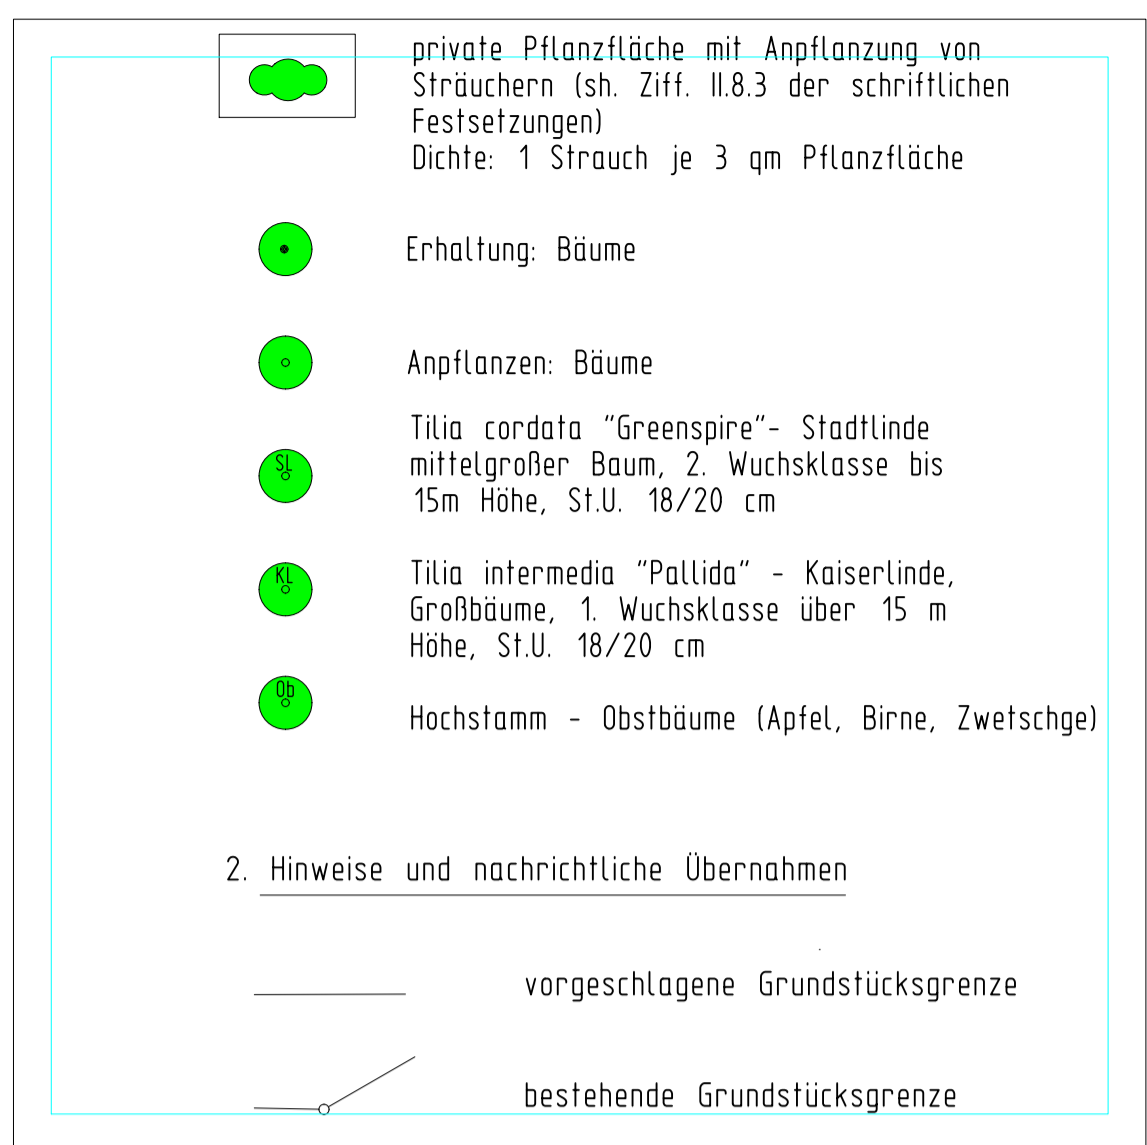 private Pflanzfläche mit Anpflanzung von
Sträuchern (sh. Ziff. II.8.3 der schriftlichen
Festsetzungen)
Dichte: 1 Strauch je 3 qm Pflanzfläche
Erhaltung: Bäume
Anpflanzen: Bäume
SL
Tilia cordata "Greenspire"- Stadtlinde
mittelgroßer Baum, 2. Wuchsklasse bis
15m Höhe, St.U. 18/20 cm
KL
Tilia intermedia "Pallida" - Kaiserlinde,
Großbäume, 1. Wuchsklasse über 15 m
Höhe, St.U. 18/20 cm
Ob
Hochstamm - Obstbäume (Apfel, Birne, Zwetschge)
2. Hinweise und nachrichtliche Übernahmen
vorgeschlagene Grundstücksgrenze
bestehende Grundstücksgrenze